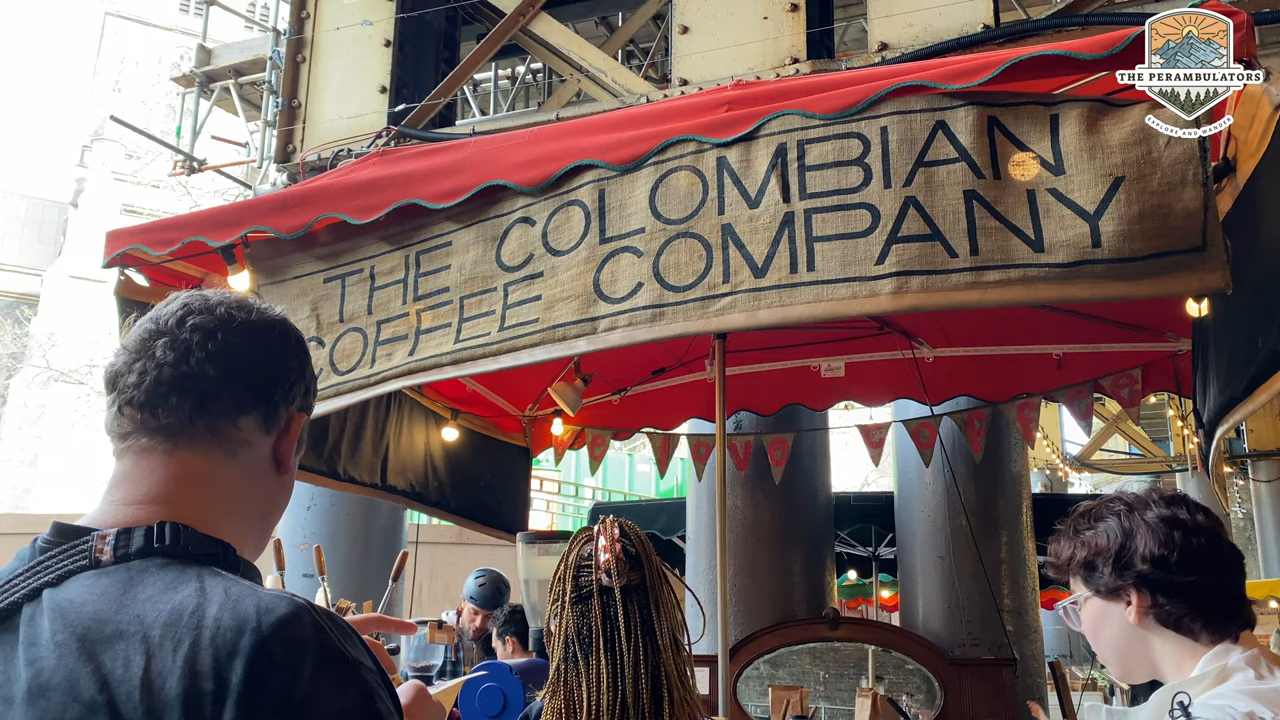 THE PERAMBULATORS
EXPLORE AND WANDER
THE COLOMBIAN
COFFEE COMPANY